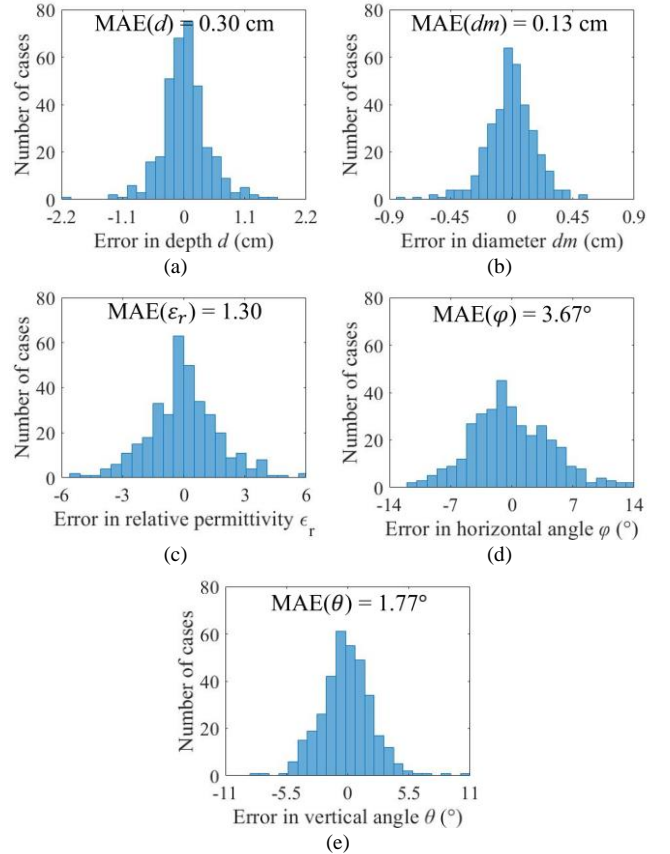 MAE(d) = 0.30 cm
80
60
40
20
0
Number of cases
-2.2 -1.1 0 1.1 2.2
Error in depth d (cm)
(a)
MAE(dm) = 0.13 cm
80
60
40
20
0
Number of cases
-0.9 -0.45 0 0.45 0.9
Error in diameter dm (cm)
(b)
MAE(εr) = 1.30
80
60
40
20
0
Number of cases
-6 -3 0 3 6
Error in relative permittivity ϵr
(c)
MAE(φ) = 3.67°
80
60
40
20
0
Number of cases
-14 -7 0 7 14
Error in horizontal angle φ (°)
(d)
MAE(θ) = 1.77°
80
60
40
20
0
Number of cases
-11 -5.5 0 5.5 11
Error in vertical angle θ (°)
(e)